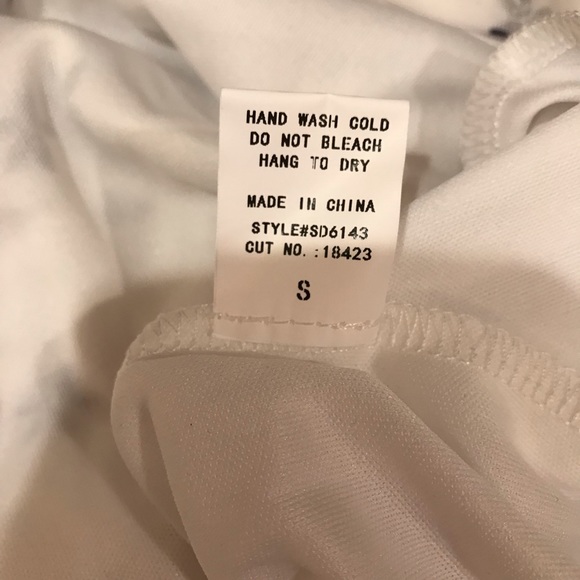 HAND WASH COLD
DO NOT BLEACH
HANG TO DRY
MADE IN CHINA
STYLE#SD6143
CUT NO.:18423
S